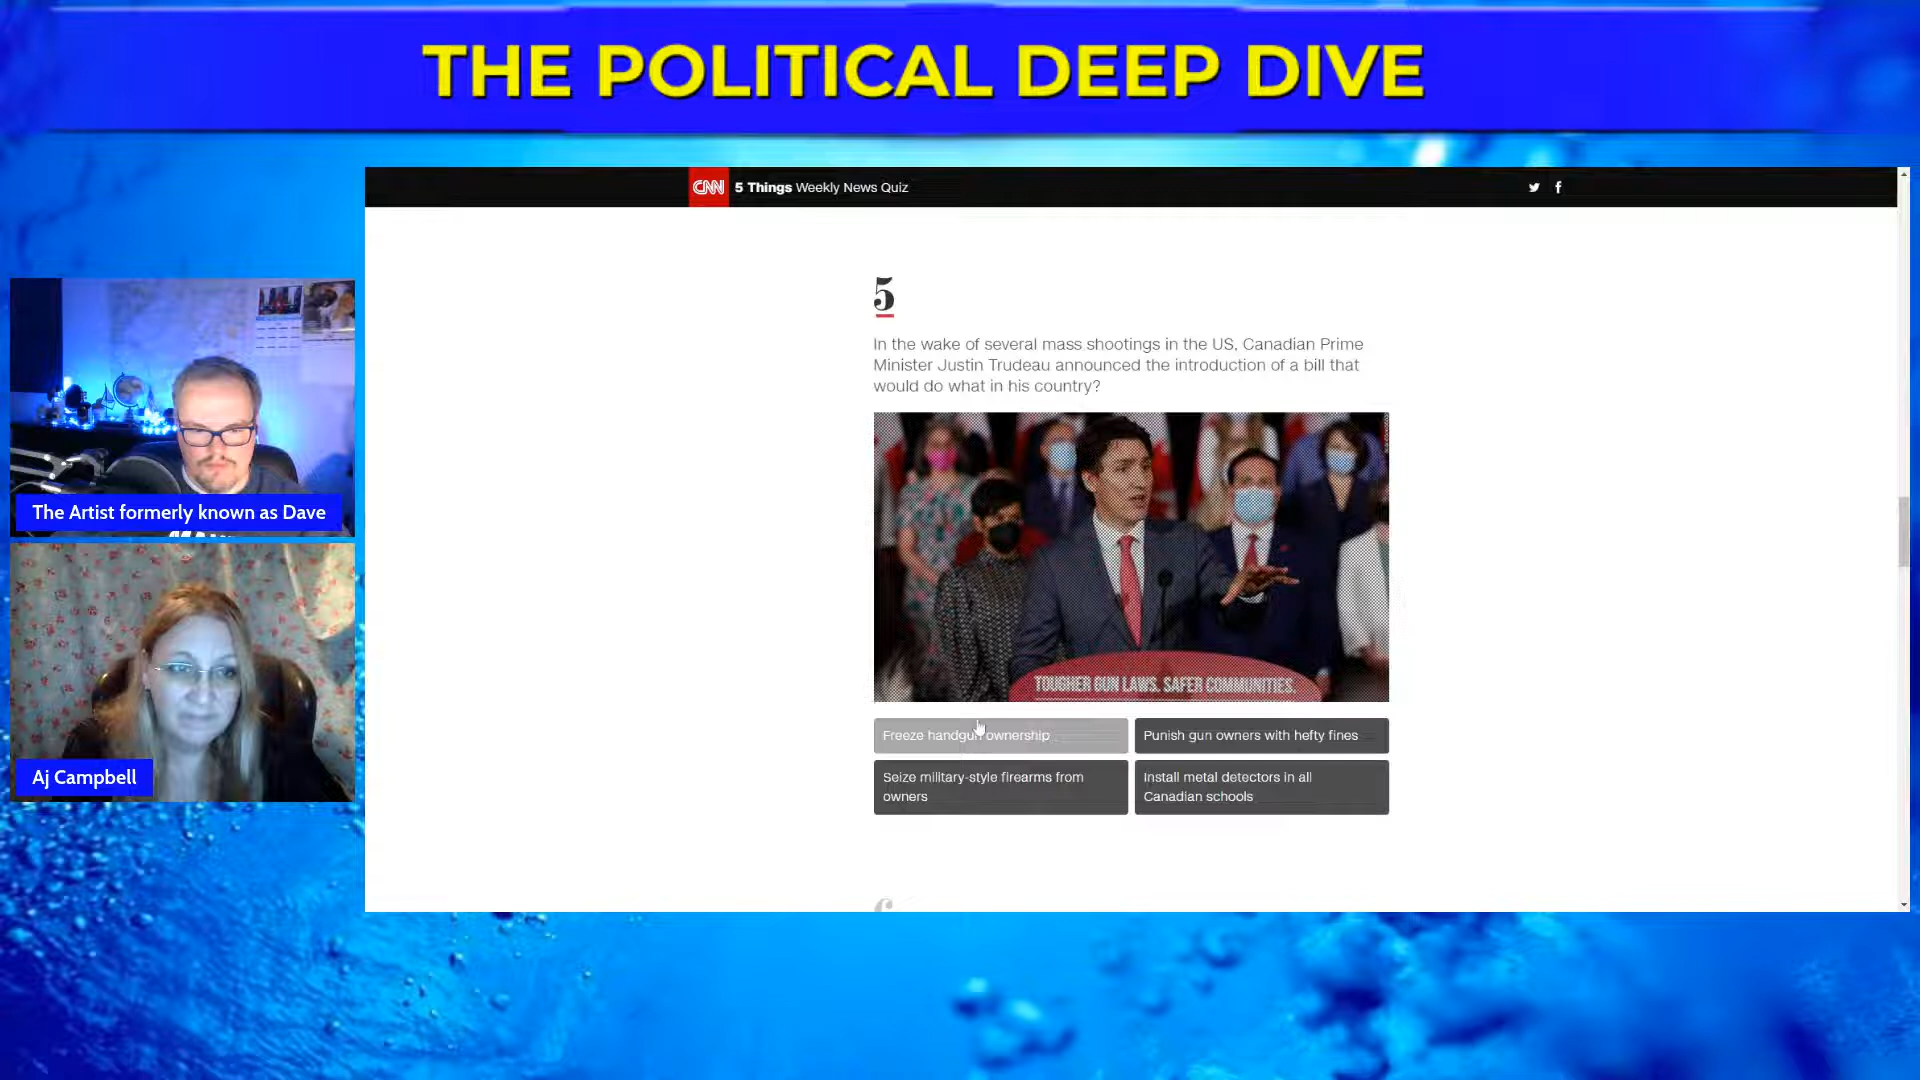 THE POLITICAL DEEP DIVE
CNN 5 Things Weekly News Quiz
5
In the wake of several mass shootings in the US, Canadian Prime
Minister Justin Trudeau announced the introduction of a bill that
would do what in his country?
TOUGHER GUN LAWS. SAFER COMMUNITIES.
Freeze handgun ownership
Punish gun owners with hefty fines
Seize military-style firearms from
owners
Install metal detectors in all
Canadian schools
The Artist formerly known as Dave
Aj Campbell